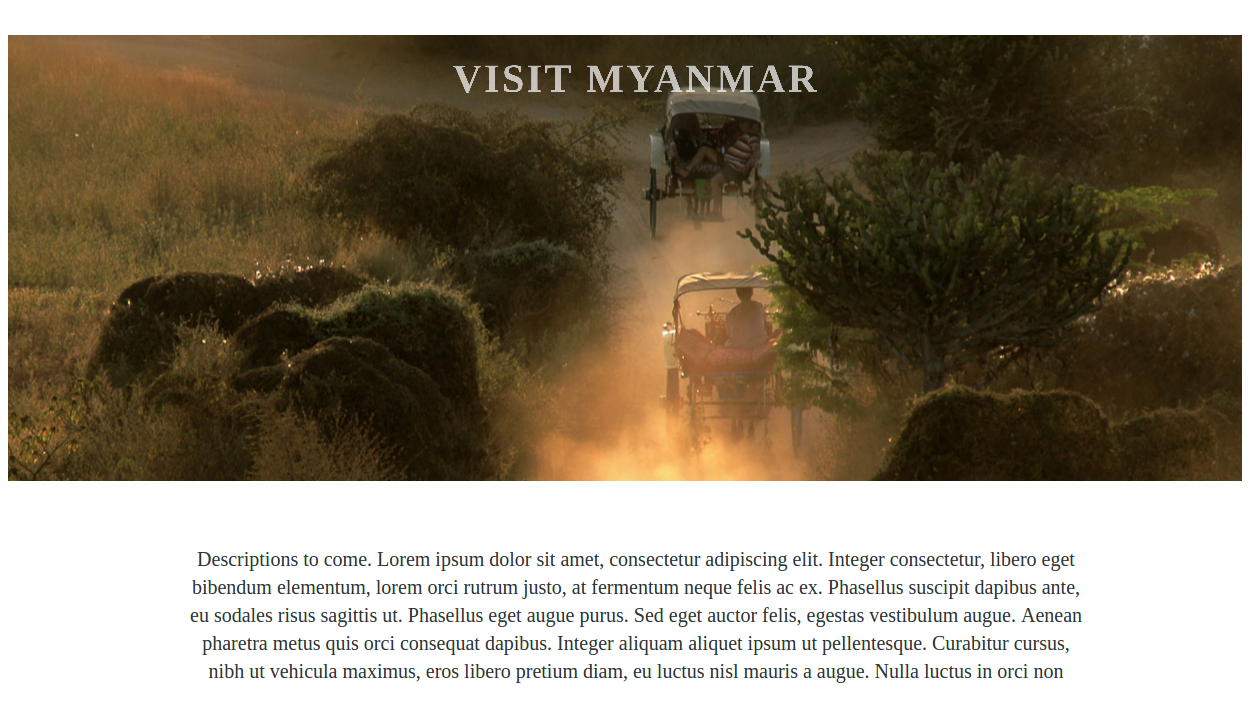 VISIT MYANMAR
Descriptions to come. Lorem ipsum dolor sit amet, consectetur adipiscing elit. Integer consectetur, libero eget
bibendum elementum, lorem orci rutrum justo, at fermentum neque felis ac ex. Phasellus suscipit dapibus ante,
eu sodales risus sagittis ut. Phasellus eget augue purus. Sed eget auctor felis, egestas vestibulum augue. Aenean
pharetra metus quis orci consequat dapibus. Integer aliquam aliquet ipsum ut pellentesque. Curabitur cursus,
nibh ut vehicula maximus, eros libero pretium diam, eu luctus nisl mauris a augue. Nulla luctus in orci non